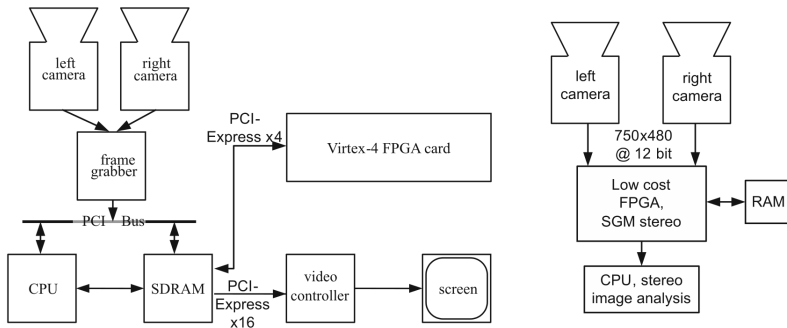 left
camera
right
camera
frame
grabber
PCI Bus
CPU
SDRAM
PCI-
Express x4
Virtex-4 FPGA card
PCI-
Express
x16
video
controller
screen
left
camera
right
camera
750x480
@ 12 bit
Low cost
FPGA,
SGM stereo
RAM
CPU, stereo
image analysis